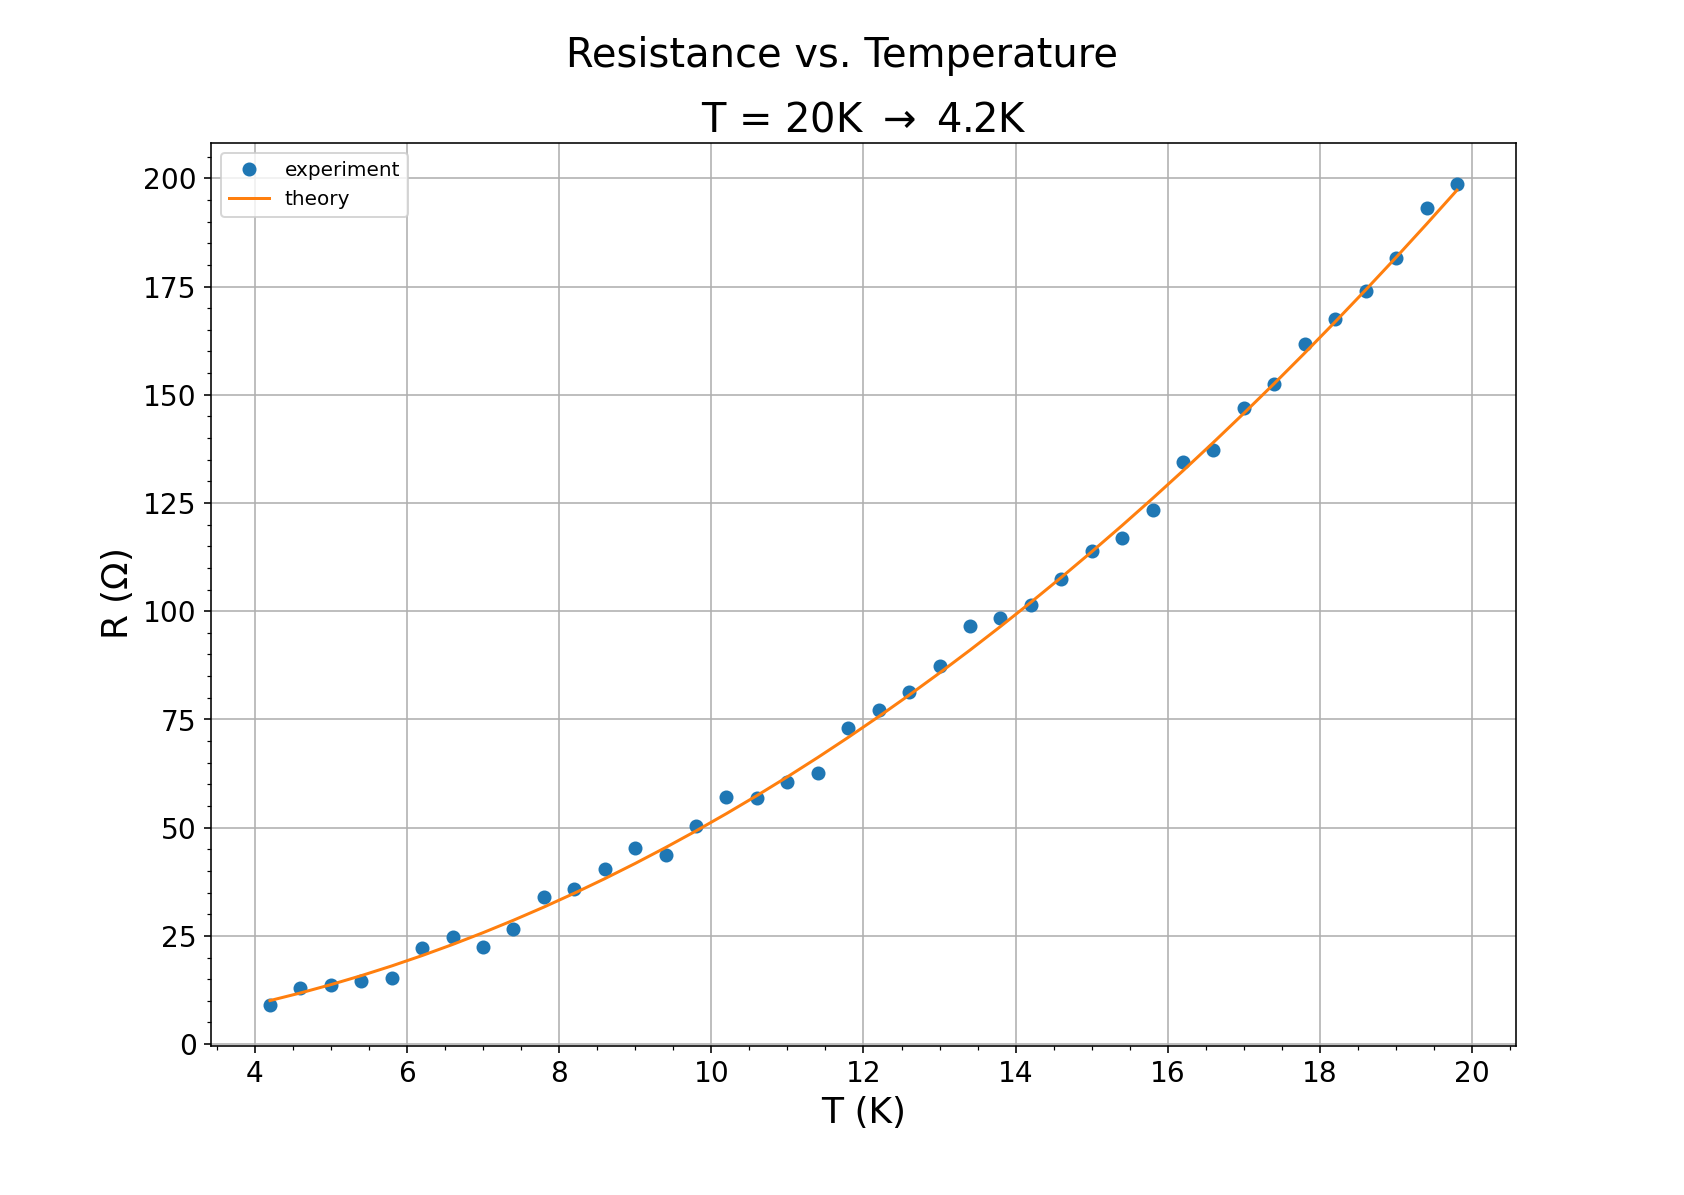 Resistance vs. Temperature
T = 20K → 4.2K
experiment
theory
200
175
150
125
100
75
50
25
0
R (Ω)
4 6 8 10 12 14 16 18 20
T (K)